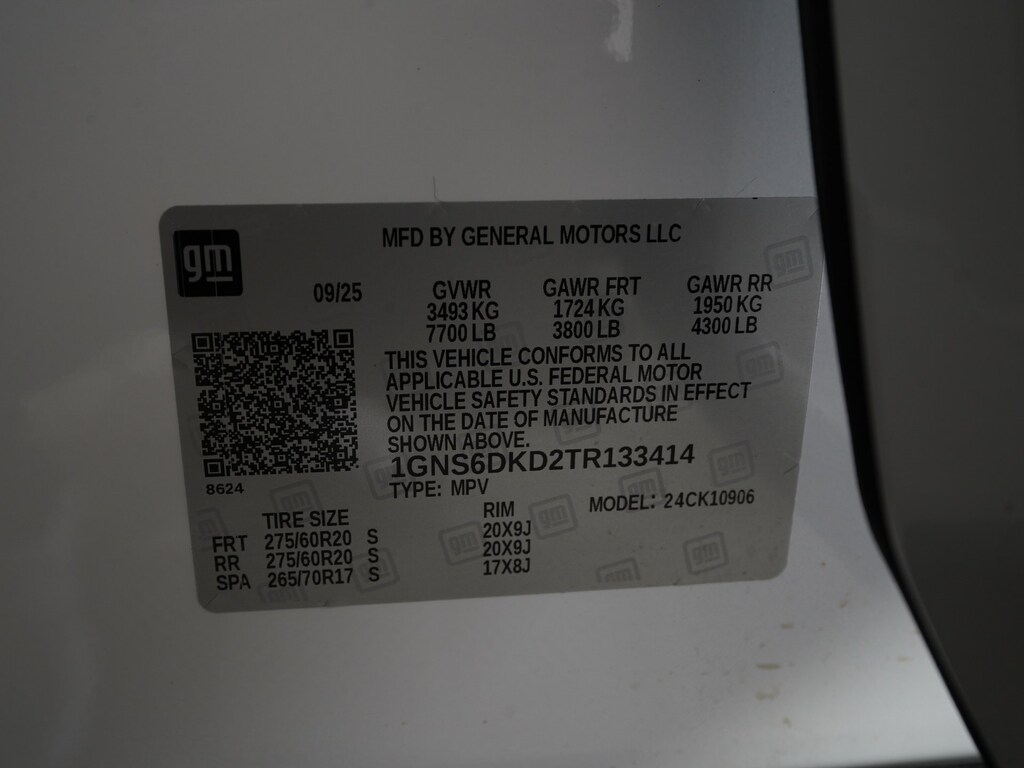 gm
MFD BY GENERAL MOTORS LLC
09/25 GVWR GAWR FRT GAWR RR
3493 KG 1724 KG 1950 KG
7700 LB 3800 LB 4300 LB
THIS VEHICLE CONFORMS TO ALL
APPLICABLE U.S. FEDERAL MOTOR
VEHICLE SAFETY STANDARDS IN EFFECT
ON THE DATE OF MANUFACTURE
SHOWN ABOVE.
1GNS6DKD2TR133414
8624
TYPE: MPV MODEL: 24CK10906
TIRE SIZE RIM
FRT 275/60R20 S 20X9J
RR 275/60R20 S 20X9J
SPA 265/70R17 S 17X8J